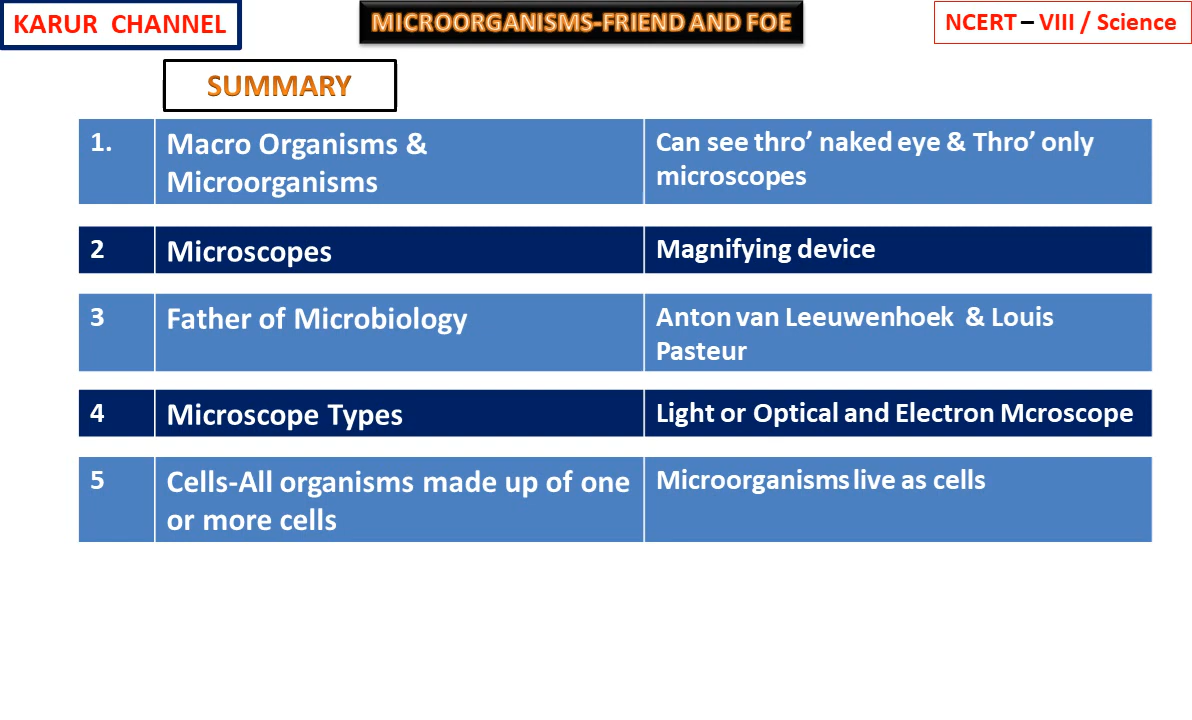 KARUR CHANNEL
MICROORGANISMS-FRIEND AND FOE
NCERT – VIII / Science
SUMMARY
1.
Macro Organisms &
Microorganisms
Can see thro’ naked eye & Thro’ only
microscopes
2
Microscopes
Magnifying device
3
Father of Microbiology
Anton van Leeuwenhoek & Louis
Pasteur
4
Microscope Types
Light or Optical and Electron Mcroscope
5
Cells-All organisms made up of one
or more cells
Microorganisms live as cells